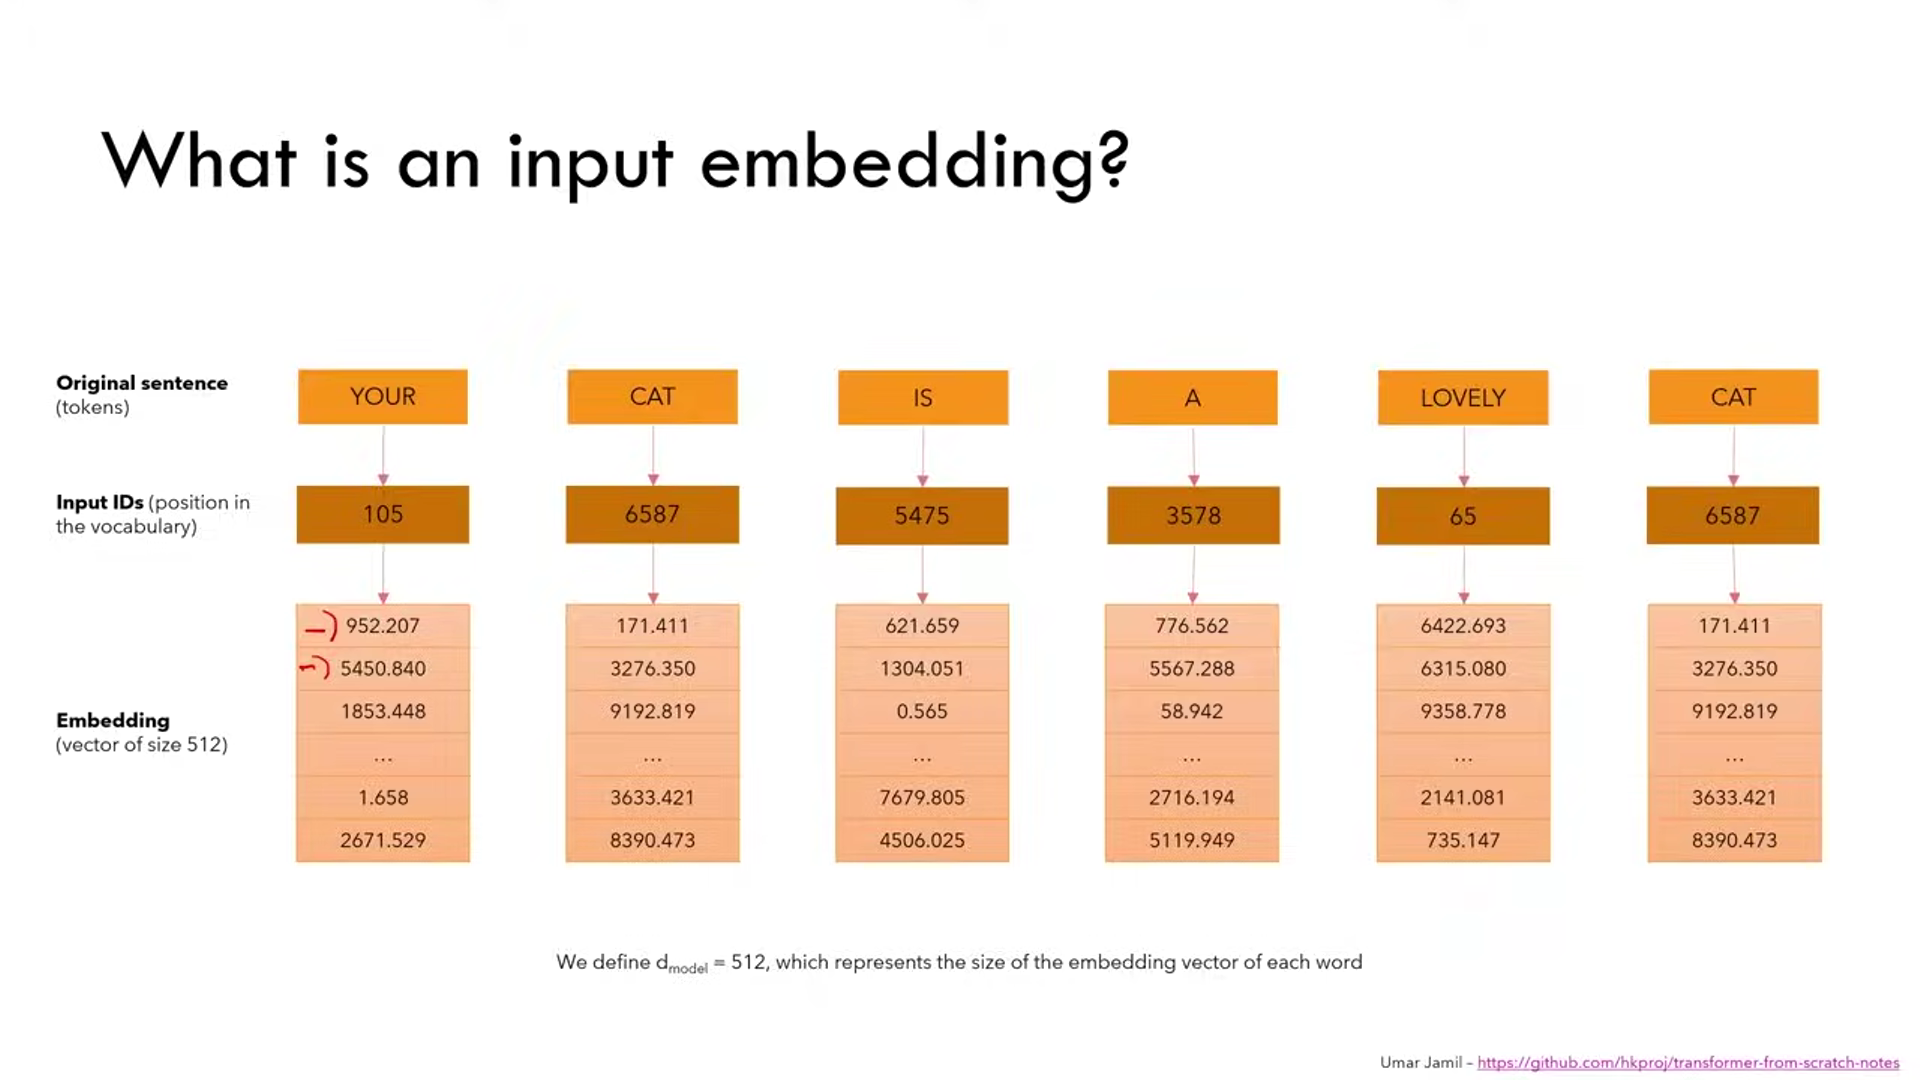 What is an input embedding?
Original sentence
(tokens)
YOUR
CAT
IS
A
LOVELY
CAT
Input IDs (position in
the vocabulary)
105
6587
5475
3578
65
6587
Embedding
(vector of size 512)
952.207
5450.840
1853.448
...
1.658
2671.529
171.411
3276.350
9192.819
...
3633.421
8390.473
621.659
1304.051
0.565
...
7679.805
4506.025
776.562
5567.288
58.942
...
2716.194
5119.949
6422.693
6315.080
9358.778
...
2141.081
735.147
171.411
3276.350
9192.819
...
3633.421
8390.473
We define dmodel = 512, which represents the size of the embedding vector of each word
Umar Jamil – https://github.com/hkproj/transformer-from-scratch-notes